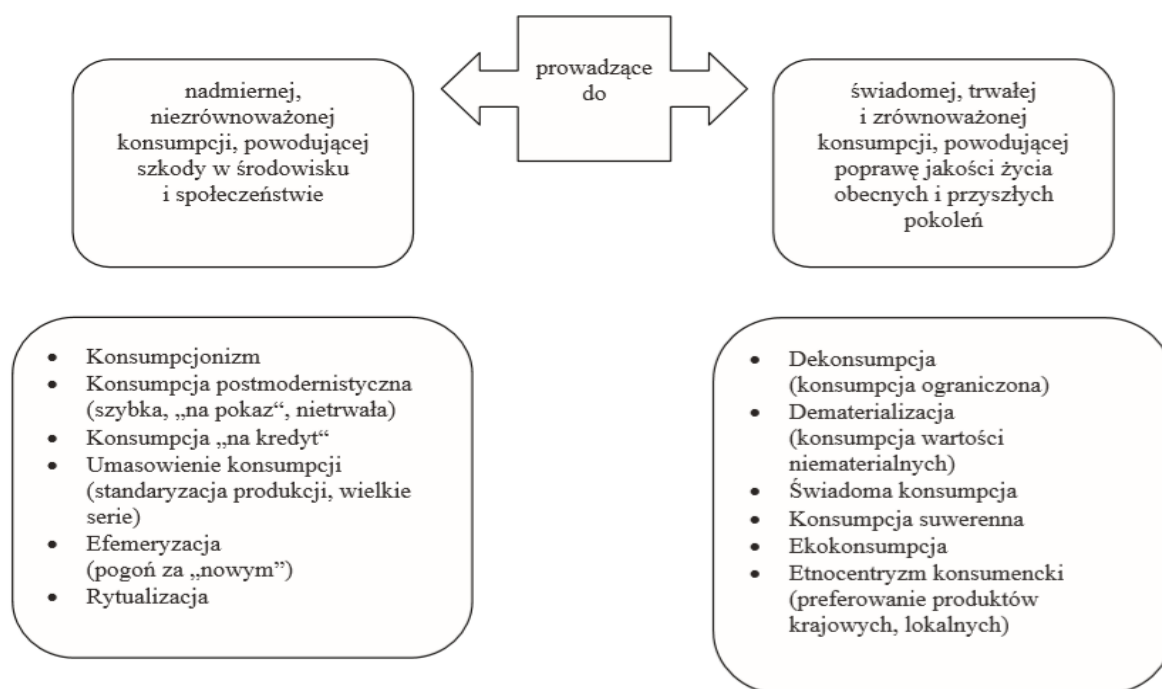 prowadzące
do
nadmiernej,
niezrównoważonej
konsumpcji, powodującej
szkody w środowisku
i społeczeństwie
świadomej, trwałej
i zrównoważonej
konsumpcji, powodującej
poprawę jakości życia
obecnych i przyszłych
pokoleń
• Konsumpcjonizm
• Konsumpcja postmodernistyczna
(szybka, „na pokaz“, nietrwała)
• Konsumpcja „na kredyt“
• Umasowienie konsumpcji
(standaryzacja produkcji, wielkie
serie)
• Efemeryzacja
(pogoń za „nowym”)
• Rytualizacja
• Dekonsumpcja
(konsumpcja ograniczona)
• Dematerializacja
(konsumpcja wartości
niematerialnych)
• Świadoma konsumpcja
• Konsumpcja suwerenna
• Ekokonsumpcja
• Etnocentryzm konsumencki
(preferowanie produktów
krajowych, lokalnych)